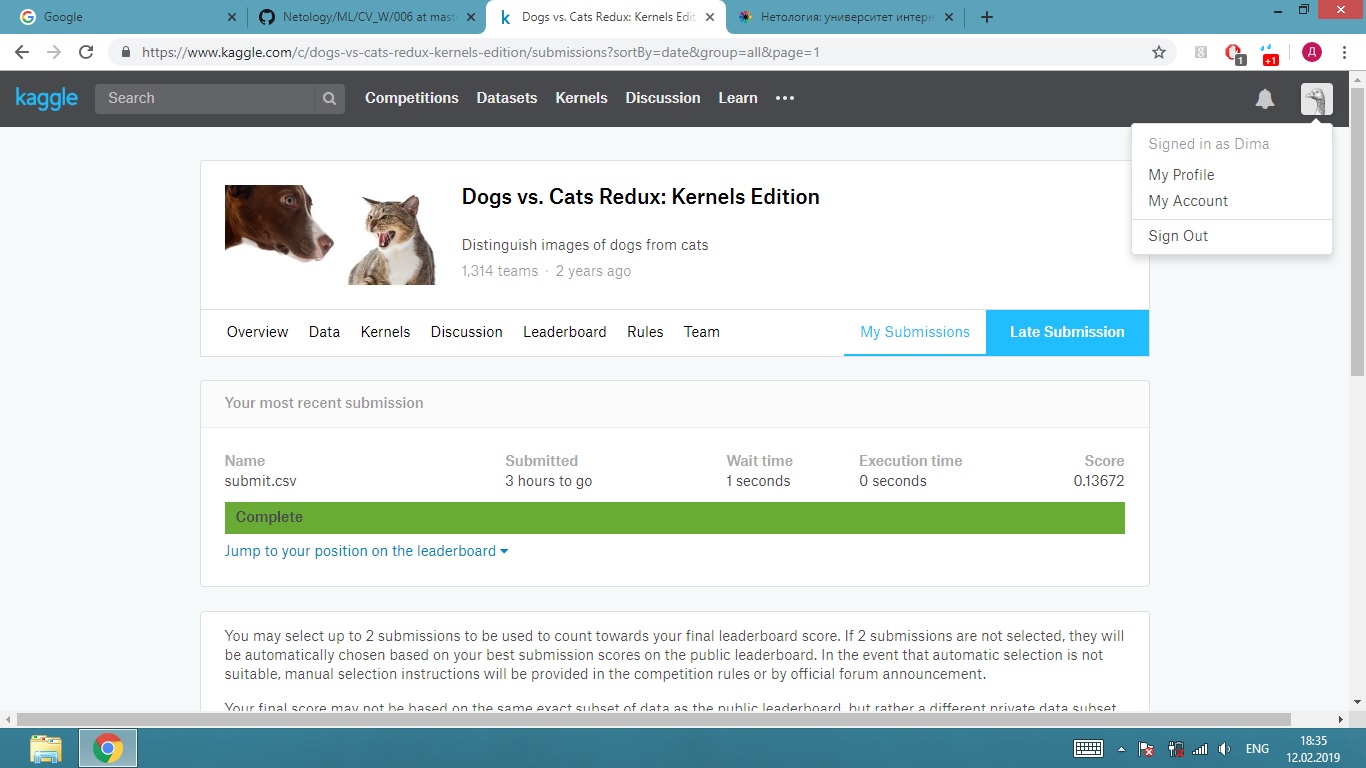 Google
Netology/ML/CV_W/006 at mast
Dogs vs. Cats Redux: Kernels Edit
Нетология: университет интерн
https://www.kaggle.com/c/dogs-vs-cats-redux-kernels-edition/submissions?sortBy=date&group=all&page=1
1
+1
Д
kaggle
Search
Competitions Datasets Kernels Discussion Learn
Signed in as Dima
My Profile
My Account
Sign Out
Dogs vs. Cats Redux: Kernels Edition
Distinguish images of dogs from cats
1,314 teams · 2 years ago
Overview Data Kernels Discussion Leaderboard Rules Team My Submissions Late Submission
Your most recent submission
Name Submitted Wait time Execution time Score
submit.csv 3 hours to go 1 seconds 0 seconds 0.13672
Complete
Jump to your position on the leaderboard
You may select up to 2 submissions to be used to count towards your final leaderboard score. If 2 submissions are not selected, they will
be automatically chosen based on your best submission scores on the public leaderboard. In the event that automatic selection is not
suitable, manual selection instructions will be provided in the competition rules or by official forum announcement.
Your final score may not be based on the same exact subset of data as the public leaderboard, but rather a different private data subset
ENG
18:35
12.02.2019